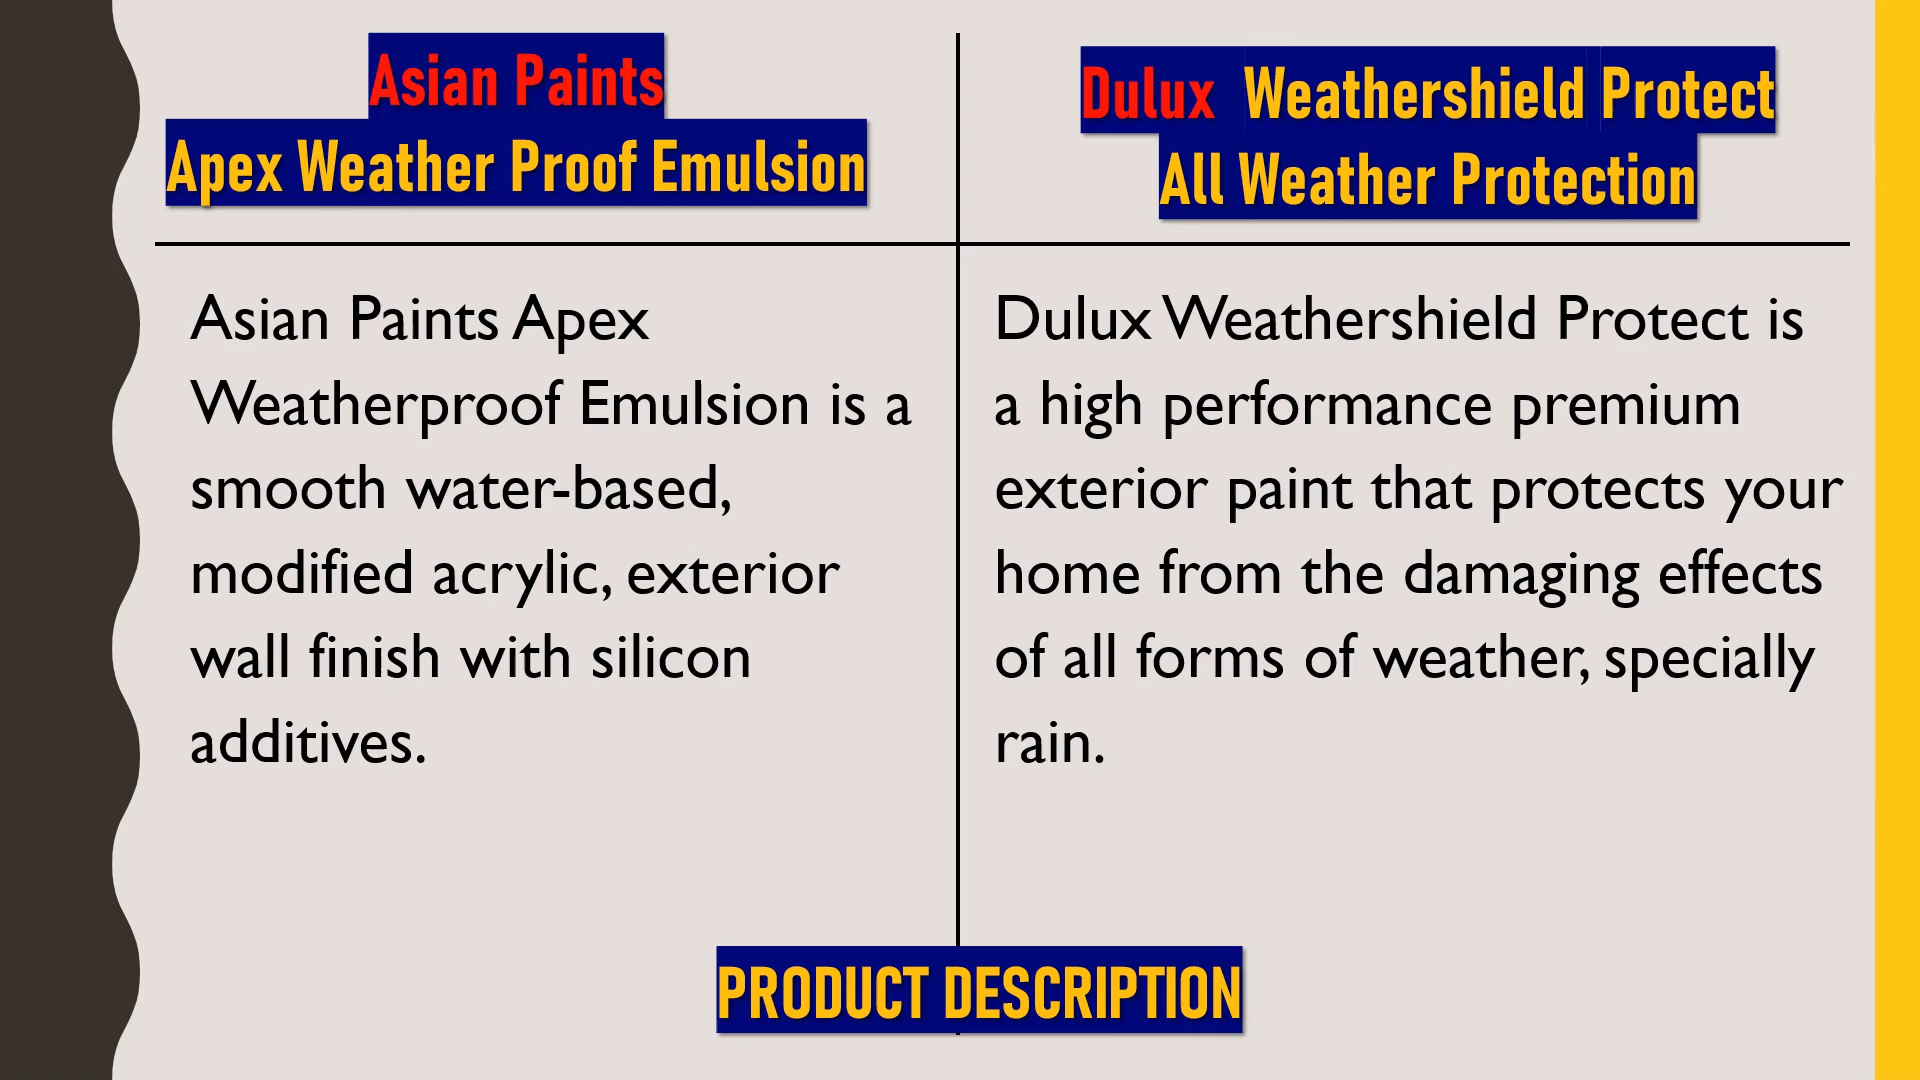 Asian Paints
Apex Weather Proof Emulsion
Dulux Weathershield Protect
All Weather Protection
Asian Paints Apex
Weatherproof Emulsion is a
smooth water-based,
modified acrylic, exterior
wall finish with silicon
additives.
Dulux Weathershield Protect is
a high performance premium
exterior paint that protects your
home from the damaging effects
of all forms of weather, specially
rain.
PRODUCT DESCRIPTION